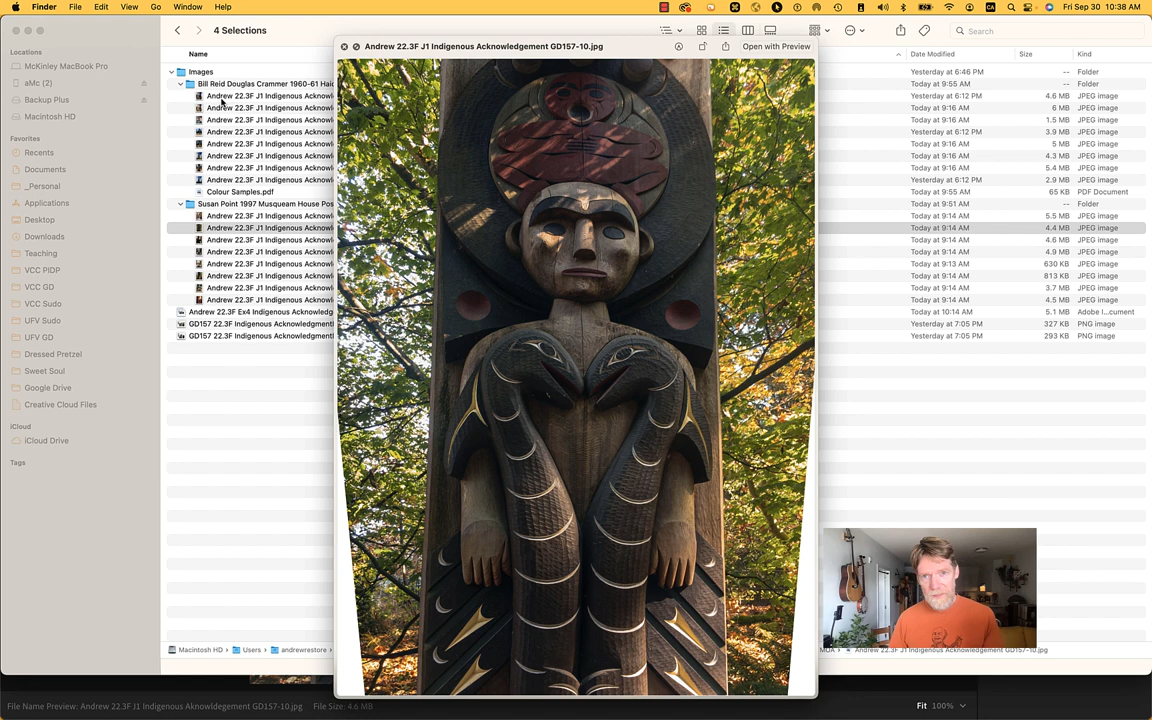 Finder File Edit View Go Window Help Fri Sep 30 10:38 AM
4 Selections Search
Andrew 22.3F J1 Indigenous Acknowledgement GD157-10.jpg Open with Preview
Locations
McKinley MacBook Pro
aMc (2)
Backup Plus
Macintosh HD
Favorites
Recents
Documents
_Personal
Applications
Desktop
Downloads
Teaching
VCC PIDP
VCC GD
VCC Sudo
UFV Sudo
UFV GD
Dressed Pretzel
Sweet Soul
Google Drive
Creative Cloud Files
iCloud
iCloud Drive
Tags
Name Date Modified Size Kind
Images Yesterday at 6:46 PM -- Folder
Bill Reid Douglas Crammer 1960-61 Haid Today at 9:55 AM -- Folder
Andrew 22.3F J1 Indigenous Acknowl Yesterday at 6:12 PM 4.6 MB JPEG image
Andrew 22.3F J1 Indigenous Acknowl Today at 9:16 AM 6 MB JPEG image
Andrew 22.3F J1 Indigenous Acknowl Today at 9:16 AM 1.5 MB JPEG image
Andrew 22.3F J1 Indigenous Acknowl Yesterday at 6:12 PM 3.9 MB JPEG image
Andrew 22.3F J1 Indigenous Acknowl Today at 9:16 AM 5 MB JPEG image
Andrew 22.3F J1 Indigenous Acknowl Today at 9:16 AM 4.3 MB JPEG image
Andrew 22.3F J1 Indigenous Acknowl Today at 9:16 AM 5.4 MB JPEG image
Andrew 22.3F J1 Indigenous Acknowl Yesterday at 6:12 PM 2.9 MB JPEG image
Colour Samples.pdf Today at 9:55 AM 65 KB PDF Document
Susan Point 1997 Musqueam House Pos Today at 9:51 AM -- Folder
Andrew 22.3F J1 Indigenous Acknowl Today at 9:14 AM 5.5 MB JPEG image
Andrew 22.3F J1 Indigenous Acknowl Today at 9:14 AM 4.4 MB JPEG image
Andrew 22.3F J1 Indigenous Acknowl Today at 9:14 AM 4.6 MB JPEG image
Andrew 22.3F J1 Indigenous Acknowl Today at 9:14 AM 4.9 MB JPEG image
Andrew 22.3F J1 Indigenous Acknowl Today at 9:13 AM 630 KB JPEG image
Andrew 22.3F J1 Indigenous Acknowl Today at 9:14 AM 813 KB JPEG image
Andrew 22.3F J1 Indigenous Acknowl Today at 9:14 AM 3.7 MB JPEG image
Andrew 22.3F J1 Indigenous Acknowl Today at 9:14 AM 4.5 MB JPEG image
Andrew 22.3F Ex4 Indigenous Acknowledg Today at 10:14 AM 5.1 MB Adobe I...cument
GD157 22.3F Indigenous Acknowledgment Yesterday at 7:05 PM 327 KB PNG image
GD157 22.3F Indigenous Acknowledgment Yesterday at 7:05 PM 293 KB PNG image
Macintosh HD › Users › andrewrestore › MOA › Andrew 22.3F J1 Indigenous Acknowledgement GD157-10.jpg
File Name Preview: Andrew 22.3F J1 Indigenous Aknowldgement GD157-10.jpg File Size: 4.6 MB Fit 100%